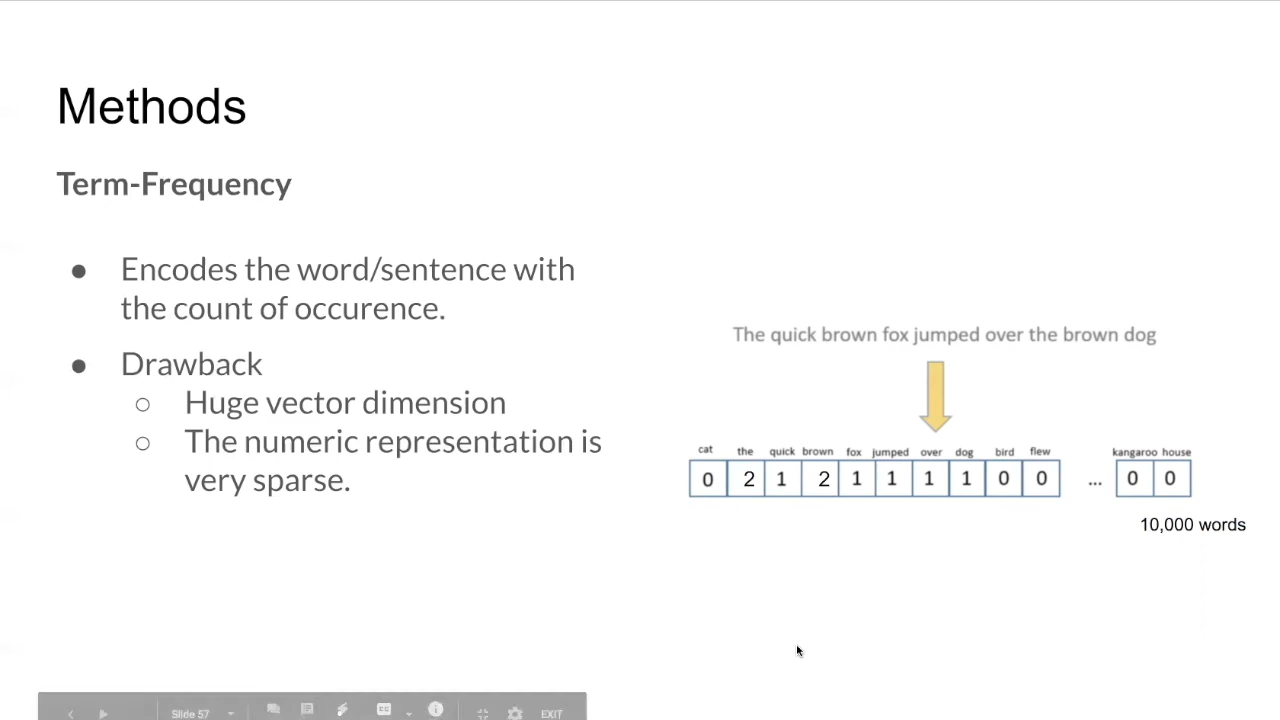 Methods
Term-Frequency
● Encodes the word/sentence with
the count of occurence.
● Drawback
○ Huge vector dimension
○ The numeric representation is
very sparse.
The quick brown fox jumped over the brown dog
cat the quick brown fox jumped over dog bird flew kangaroo house
0 2 1 2 1 1 1 1 0 0 ... 0 0
10,000 words
Slide 57 CC EXIT